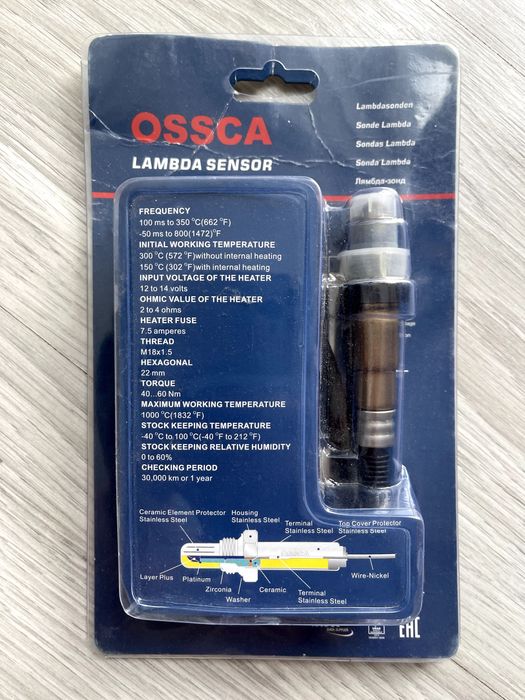 OSSCA
LAMBDA SENSOR
Lambdasonden
Sonde Lambda
Sondas Lambda
Sonda Lambda
Лямбда-зонд
FREQUENCY
100 ms to 350 °C(662 °F)
-50 ms to 800(1472)°F
INITIAL WORKING TEMPERATURE
300 °C (572 °F)without internal heating
150 °C (302 °F)with internal heating
INPUT VOLTAGE OF THE HEATER
12 to 14 volts
OHMIC VALUE OF THE HEATER
2 to 4 ohms
HEATER FUSE
7.5 amperes
THREAD
M18x1.5
HEXAGONAL
22 mm
TORQUE
40...60 Nm
MAXIMUM WORKING TEMPERATURE
1000 °C(1832 °F)
STOCK KEEPING TEMPERATURE
-40 °C to 100 °C(-40 °F to 212 °F)
STOCK KEEPING RELATIVE HUMIDITY
0 to 60%
CHECKING PERIOD
30,000 km or 1 year
Ceramic Element Protector
Stainless Steel
Housing
Stainless Steel
Terminal
Stainless Steel
Top Cover Protector
Stainless Steel
Layer Plus
Platinum
Zirconia
Washer
Ceramic
Terminal
Stainless Steel
Wire-Nickel
EAC